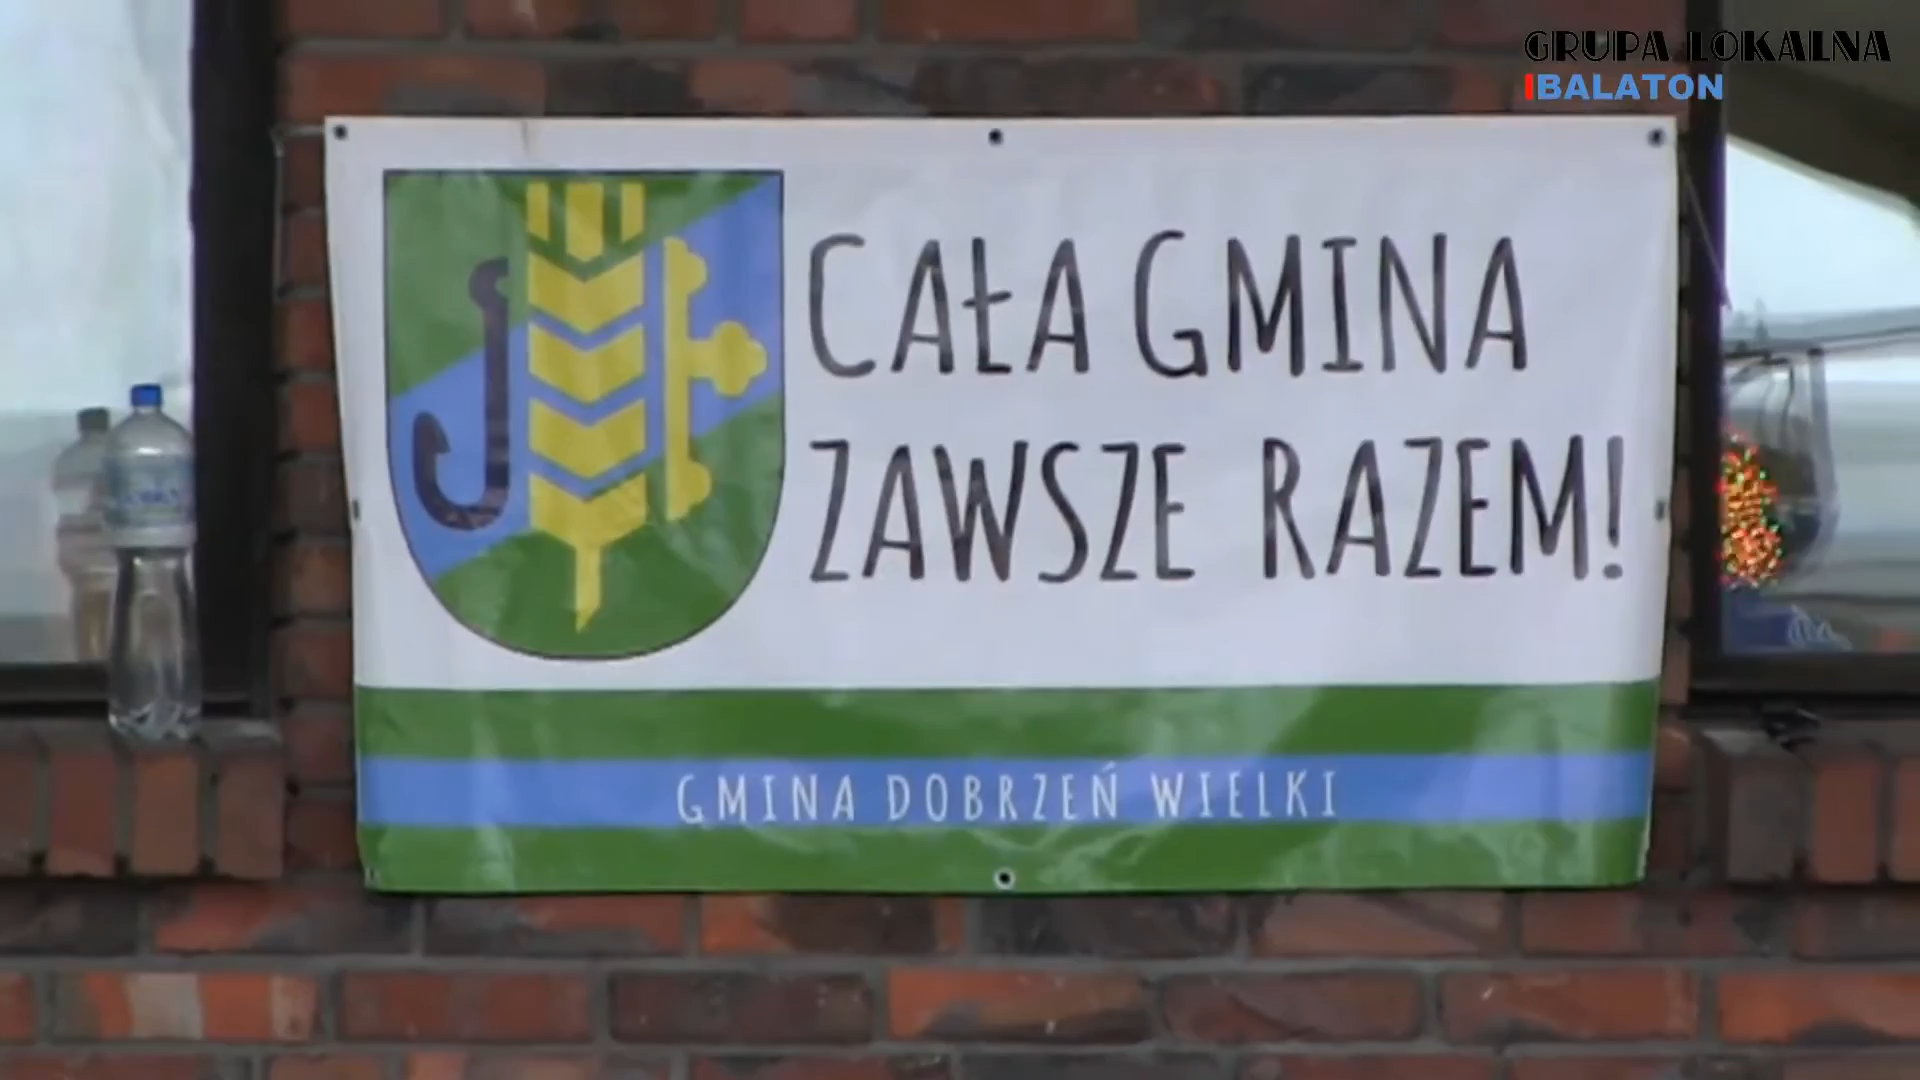 GRUPA LOKALNA
BALATON
CAŁA GMINA
ZAWSZE RAZEM!
GMINA DOBRZEŃ WIELKI